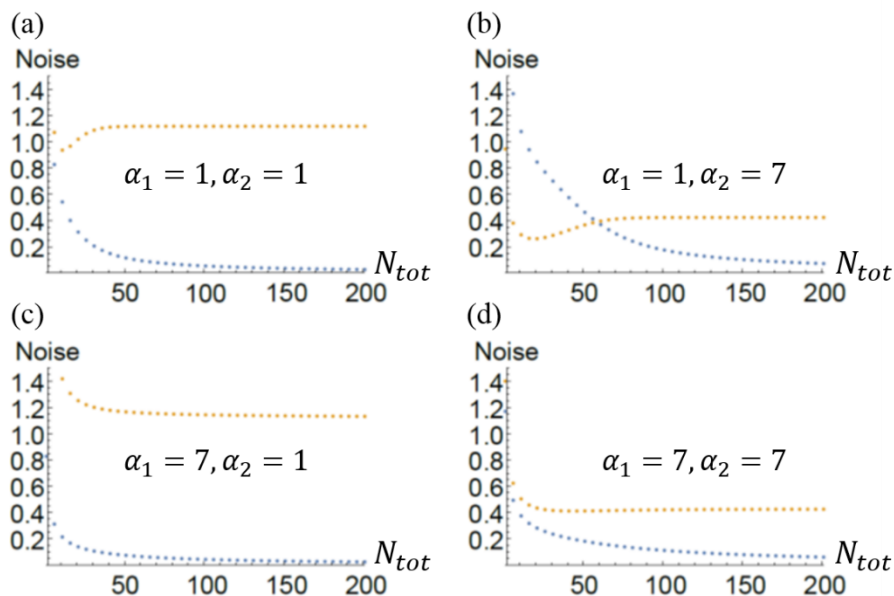 (a)
Noise
1.4
1.2
1.0
0.8
0.6
0.4
0.2
α₁ = 1, α₂ = 1
50 100 150 200
N_tot
(b)
Noise
1.4
1.2
1.0
0.8
0.6
0.4
0.2
α₁ = 1, α₂ = 7
50 100 150 200
N_tot
(c)
Noise
1.4
1.2
1.0
0.8
0.6
0.4
0.2
α₁ = 7, α₂ = 1
50 100 150 200
N_tot
(d)
Noise
1.4
1.2
1.0
0.8
0.6
0.4
0.2
α₁ = 7, α₂ = 7
50 100 150 200
N_tot